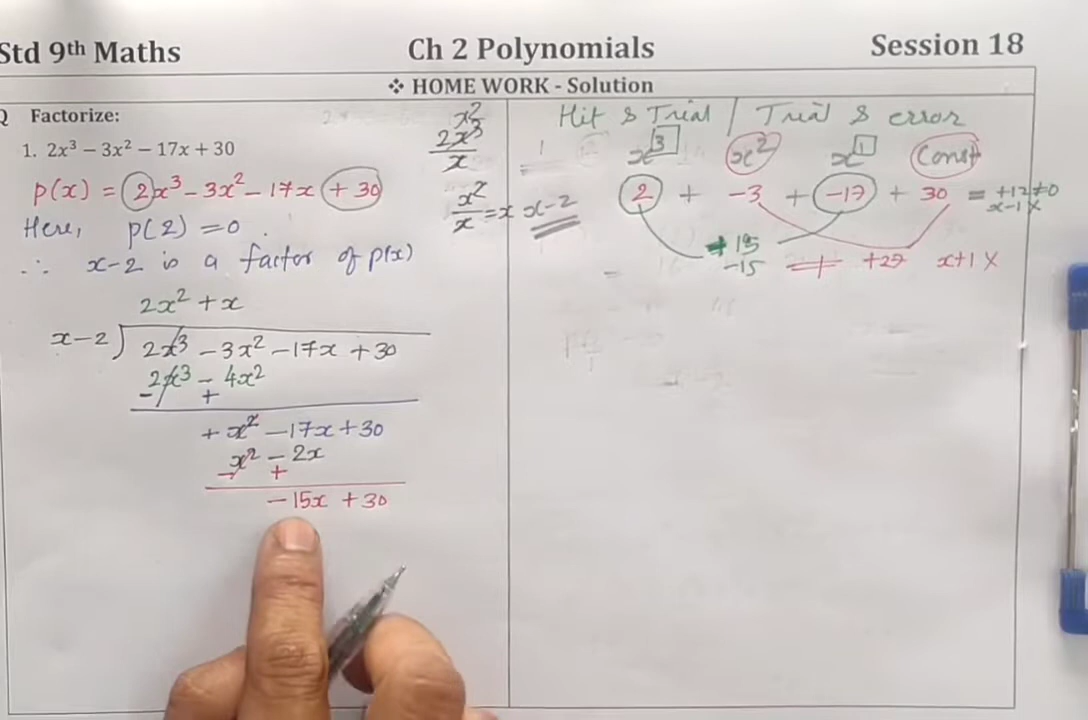 Std 9th Maths Ch 2 Polynomials Session 18
❖ HOME WORK - Solution
Q Factorize:
1. 2x³ − 3x² − 17x + 30
p(x) = 2x³ − 3x² − 17x + 30
Here, p(2) = 0.
∴ x−2 is a factor of p(x)
2x² + x
x−2 ) 2x³ − 3x² − 17x + 30
2x³ − 4x²
− +
+ x² − 17x + 30
x² − 2x
− +
− 15x + 30
x²
2x³
x
x²/x = x
Hit & Trial / Trial & error
x³ x² x¹ Const
2 + −3 + −17 + 30 = +12 ≠ 0
x−2
x−1 X
−15
+27 x+1 X